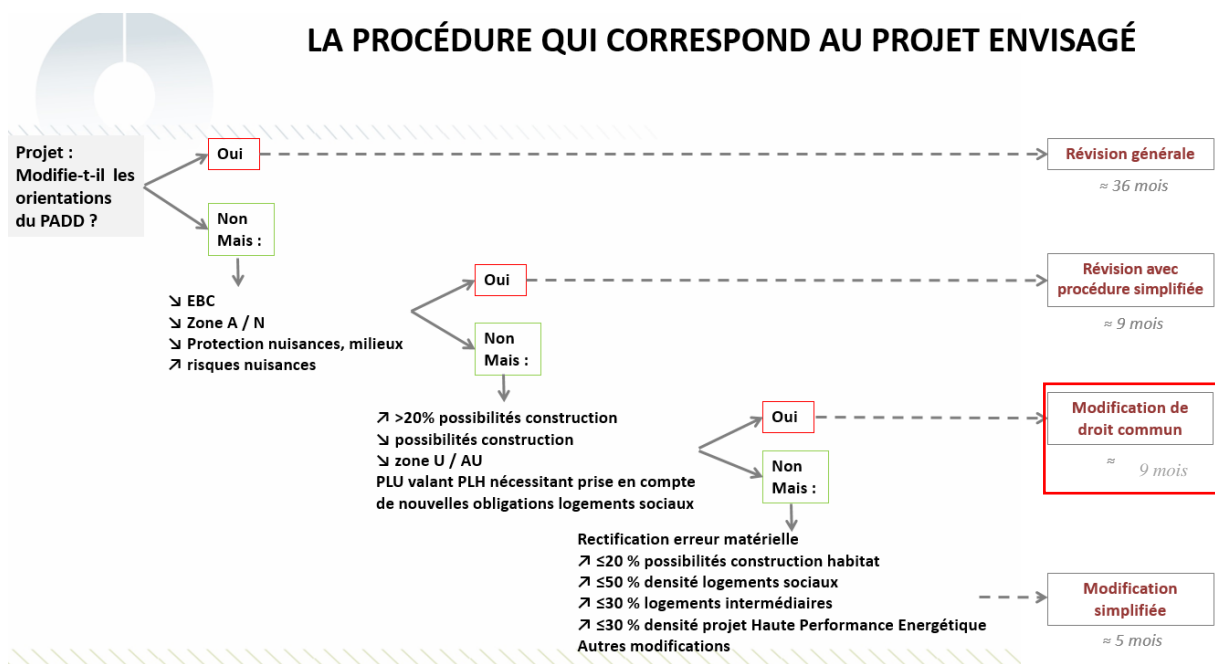 LA PROCÉDURE QUI CORRESPOND AU PROJET ENVISAGÉ
Projet :
Modifie-t-il les
orientations
du PADD ?
Oui
Révision générale
≈ 36 mois
Non
Mais :
↘ EBC
↘ Zone A / N
↘ Protection nuisances, milieux
↗ risques nuisances
Oui
Révision avec
procédure simplifiée
≈ 9 mois
Non
Mais :
↗ >20% possibilités construction
↘ possibilités construction
↘ zone U / AU
PLU valant PLH nécessitant prise en compte
de nouvelles obligations logements sociaux
Oui
Modification de
droit commun
≈ 9 mois
Non
Mais :
Rectification erreur matérielle
↗ ≤20 % possibilités construction habitat
↗ ≤50 % densité logements sociaux
↗ ≤30 % logements intermédiaires
↗ ≤30 % densité projet Haute Performance Energétique
Autres modifications
Modification
simplifiée
≈ 5 mois